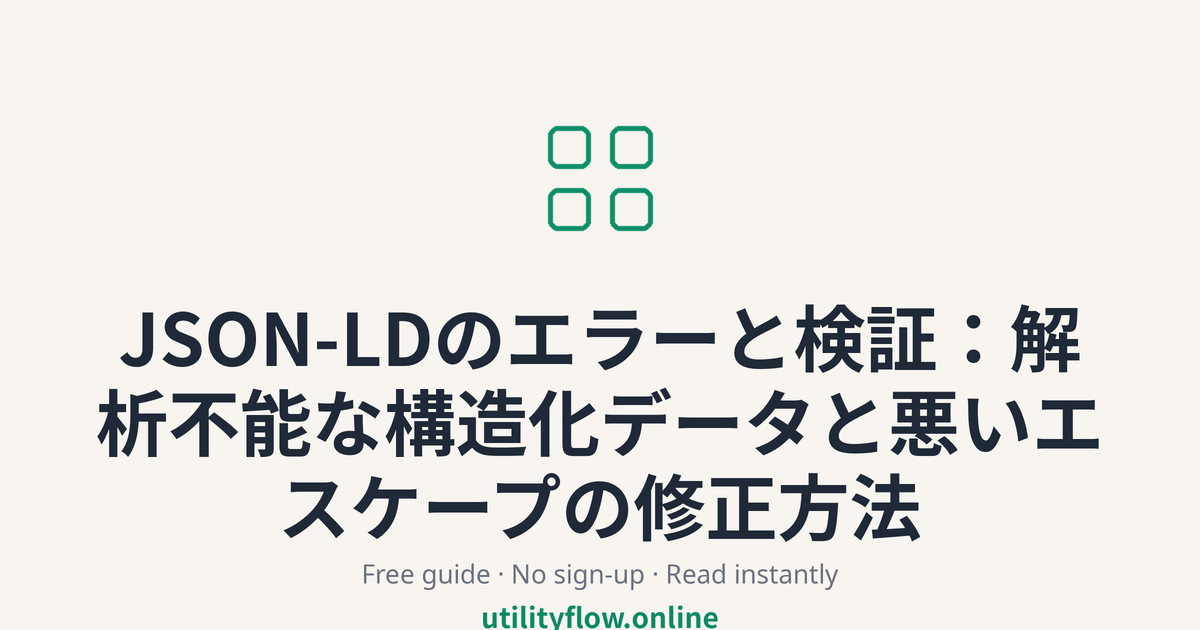 JSON-LDのエラーと検証：解
析不能な構造化データと悪いエ
スケープの修正方法
Free guide · No sign-up · Read instantly
utilityflow.online